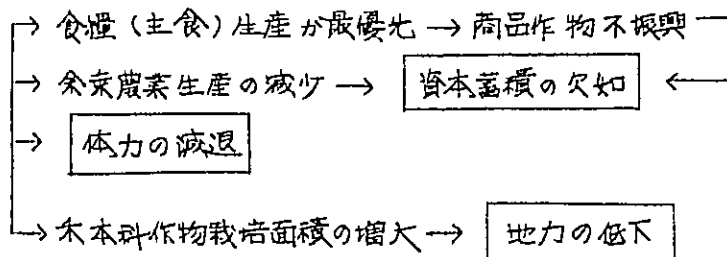 → 食糧（主食）生産が最優先 → 商品作物不振興
→ 農業生産の減少 → 資本蓄積の欠如 ←
→ 体力の減退
→ 禾本科作物栽培面積の増大 → 地力の低下